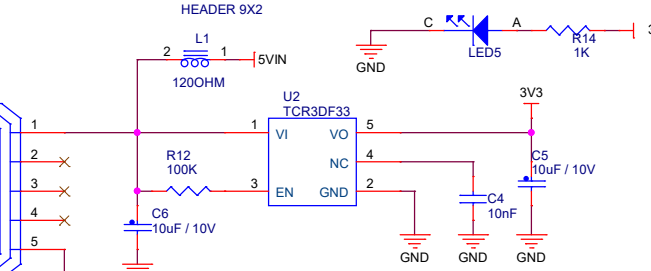 HEADER 9X2
C
A
LED5
R14
1K
3
GND
L1
2
1
5VIN
120OHM
U2
TCR3DF33
3V3
1
1
VI
VO
5
2
R12
100K
NC
4
C5
10uF / 10V
3
3
EN
GND
2
C4
10nF
4
C6
10uF / 10V
5
GND
GND
GND